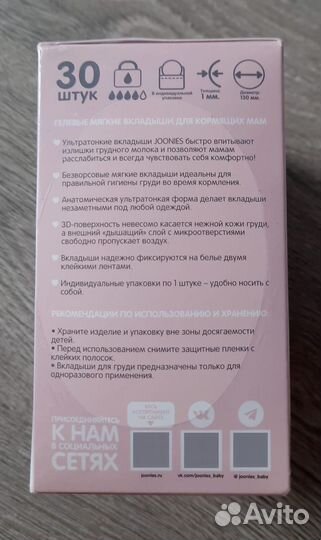 30
ШТУК
В индивидуальной
упаковке
Толщина
1 мм.
Диаметр
130 мм.
ГЕЛЕВЫЕ МЯГКИЕ ВКЛАДЫШИ ДЛЯ КОРМЯЩИХ МАМ
Ультратонкие вкладыши JOONIES быстро впитывают
излишки грудного молока и позволяют мамам
расслабиться и всегда чувствовать себя комфортно!
Безворсовые мягкие вкладыши идеальны для
правильной гигиены груди во время кормления.
Анатомическая ультратонкая форма делает вкладыши
незаметными под любой одеждой.
3D-поверхность невесомо касается нежной кожи груди,
а внешний «дышащий» слой с микроотверстиями
свободно пропускает воздух.
Вкладыши надежно фиксируются на белье двумя
клейкими лентами.
Индивидуальные упаковки по 1 штуке – удобно носить с
собой.
РЕКОМЕНДАЦИИ ПО ИСПОЛЬЗОВАНИЮ И ХРАНЕНИЮ:
• Храните изделие и упаковку вне зоны досягаемости
детей.
• Перед использованием снимите защитные пленки с
клейких полосок.
• Вкладыши для груди предназначены только для
одноразового применения.
ПРИСОЕДИНЯЙТЕСЬ
К НАМ
В СОЦИАЛЬНЫХ
СЕТЯХ
ВЕСЬ
АССОРТИМЕНТ
НА САЙТЕ
joonies.ru
vk.com/joonies_baby
@ joonies_baby
Avito